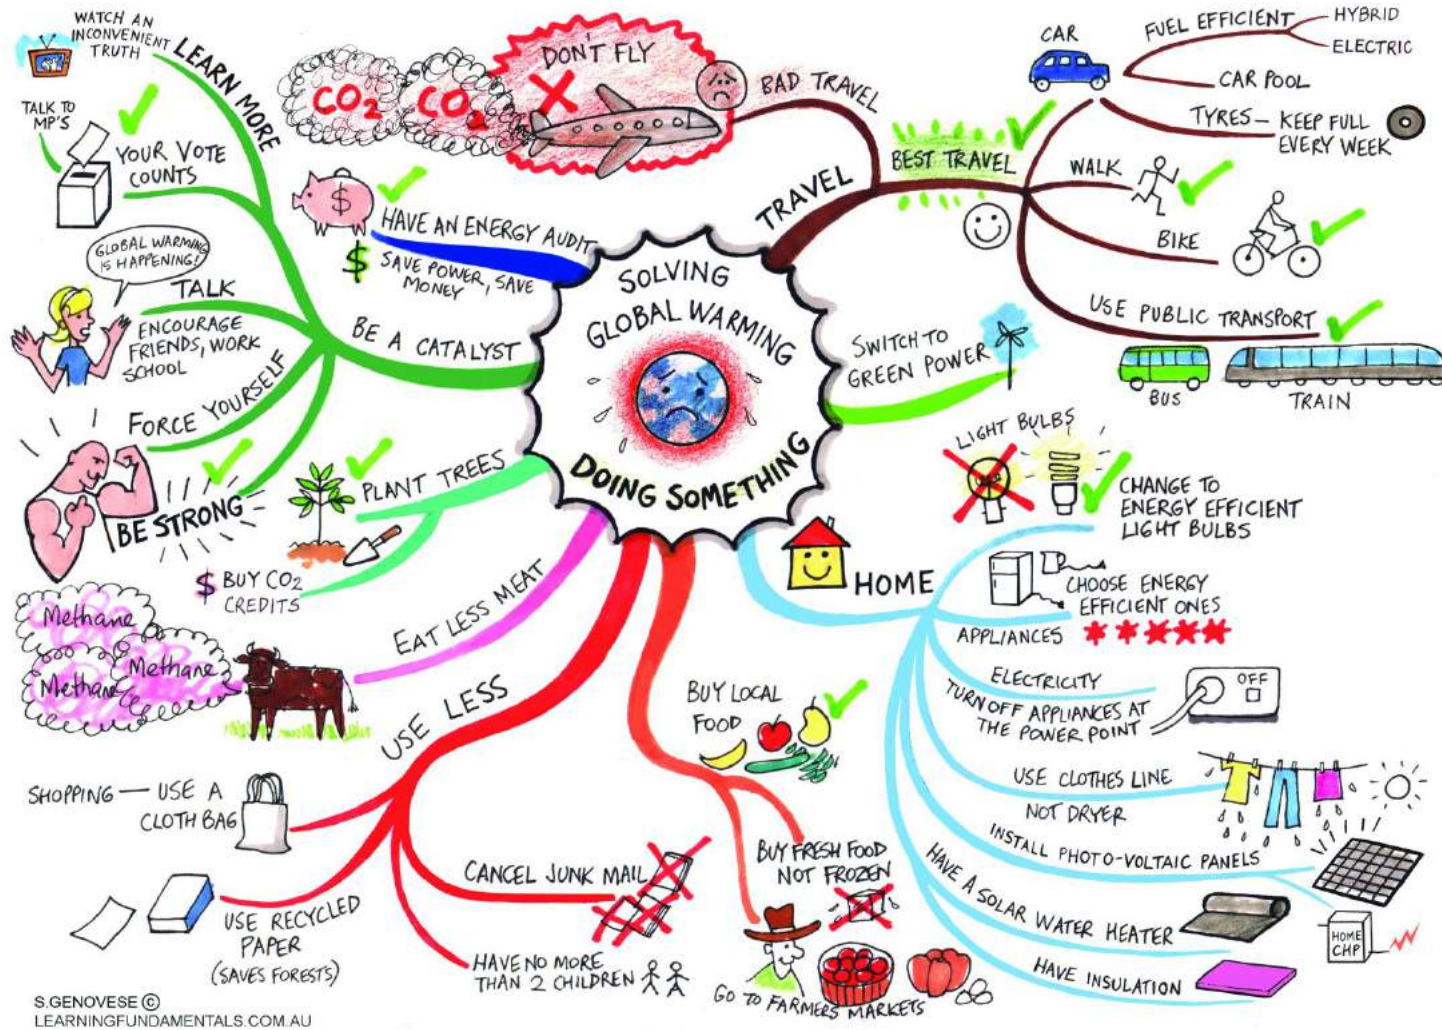 SOLVING
GLOBAL WARMING
DOING SOMETHING
TRAVEL
BAD TRAVEL
DON'T FLY
CO2
CO2
BEST TRAVEL
CAR
FUEL EFFICIENT
HYBRID
ELECTRIC
CAR POOL
TYRES — KEEP FULL
EVERY WEEK
WALK
BIKE
USE PUBLIC TRANSPORT
BUS
TRAIN
SWITCH TO
GREEN POWER
HOME
LIGHT BULBS
CHANGE TO
ENERGY EFFICIENT
LIGHT BULBS
APPLIANCES
CHOOSE ENERGY
EFFICIENT ONES
ELECTRICITY
TURN OFF APPLIANCES AT
THE POWER POINT
OFF
USE CLOTHES LINE
NOT DRYER
INSTALL PHOTO-VOLTAIC PANELS
HOME
CHP
HAVE A SOLAR WATER HEATER
HAVE INSULATION
BUY LOCAL
FOOD
BUY FRESH FOOD
NOT FROZEN
GO TO FARMERS MARKETS
USE LESS
SHOPPING — USE A
CLOTH BAG
USE RECYCLED
PAPER
(SAVES FORESTS)
CANCEL JUNK MAIL
HAVE NO MORE
THAN 2 CHILDREN
EAT LESS MEAT
Methane
Methane
Methane
PLANT TREES
$ BUY CO2
CREDITS
BE A CATALYST
LEARN MORE
WATCH AN
INCONVENIENT
TRUTH
TALK TO
MP'S
YOUR VOTE
COUNTS
TALK
GLOBAL WARMING
IS HAPPENING!
ENCOURAGE
FRIENDS, WORK
SCHOOL
FORCE YOURSELF
BE STRONG
HAVE AN ENERGY AUDIT
$
$ SAVE POWER, SAVE
MONEY
S.GENOVESE ©
LEARNINGFUNDAMENTALS.COM.AU